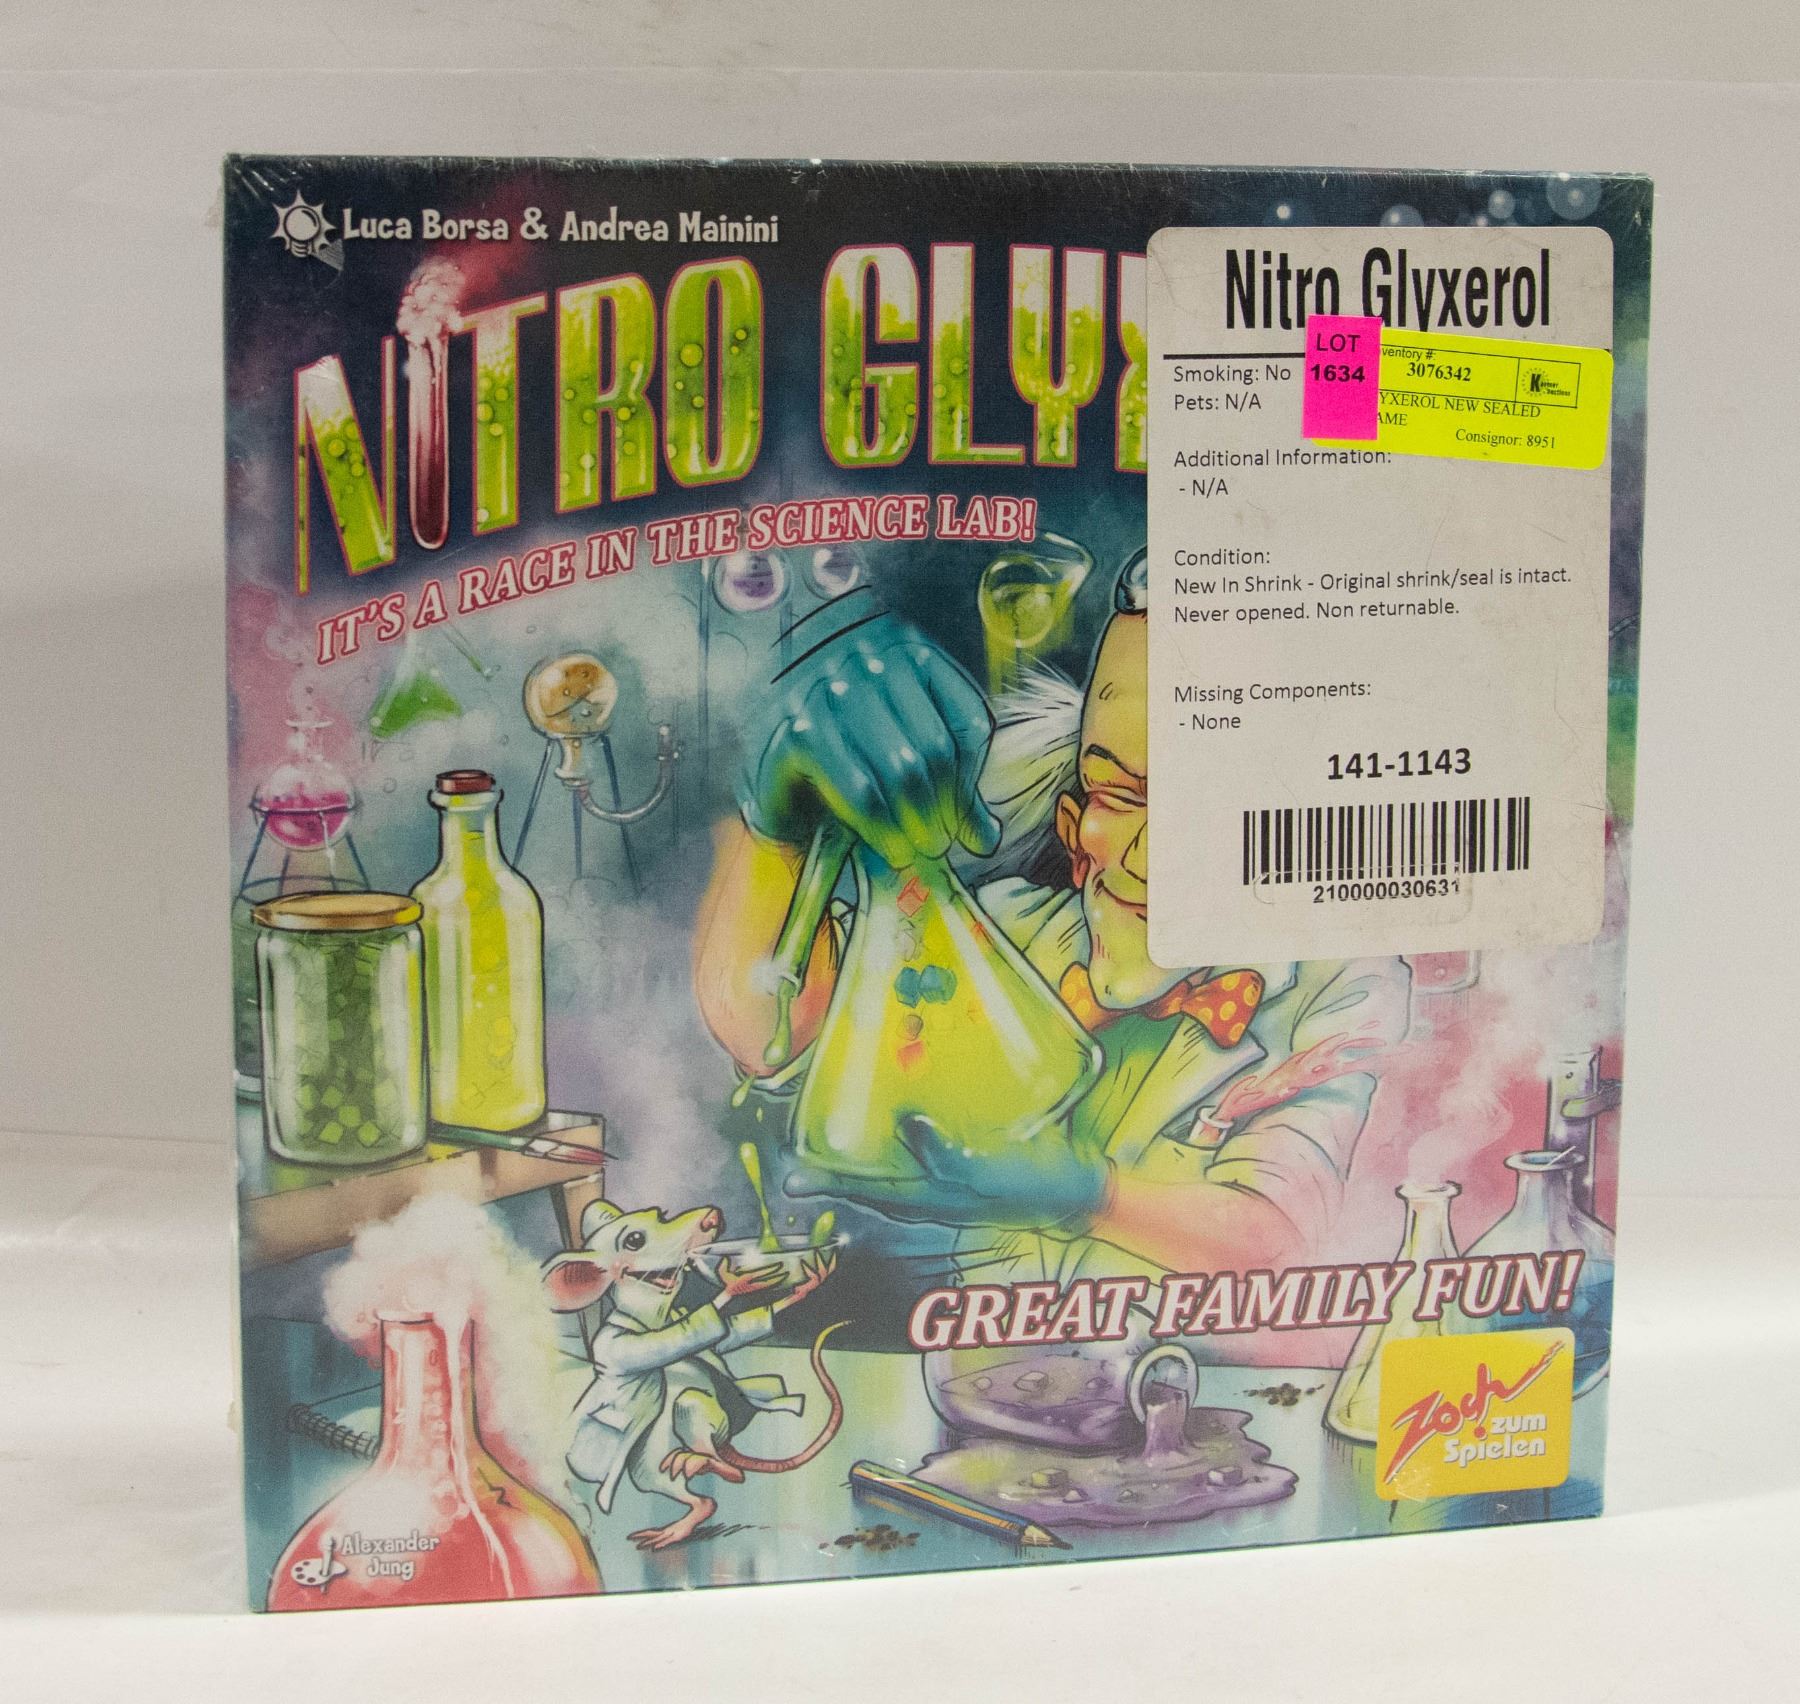 Luca Borsa & Andrea Mainini
NITRO GLYX
IT'S A RACE IN THE SCIENCE LAB!
Nitro Glyxerol
Smoking: No
Pets: N/A
LOT
1634
ventory #:
3076342
YXEROL NEW SEALED
AME
Consignor: 8951
Additional Information:
- N/A
Condition:
New In Shrink - Original shrink/seal is intact.
Never opened. Non returnable.
Missing Components:
- None
141-1143
210000030631
GREAT FAMILY FUN!
Zoch
zum
Spielen
Alexander
Jung